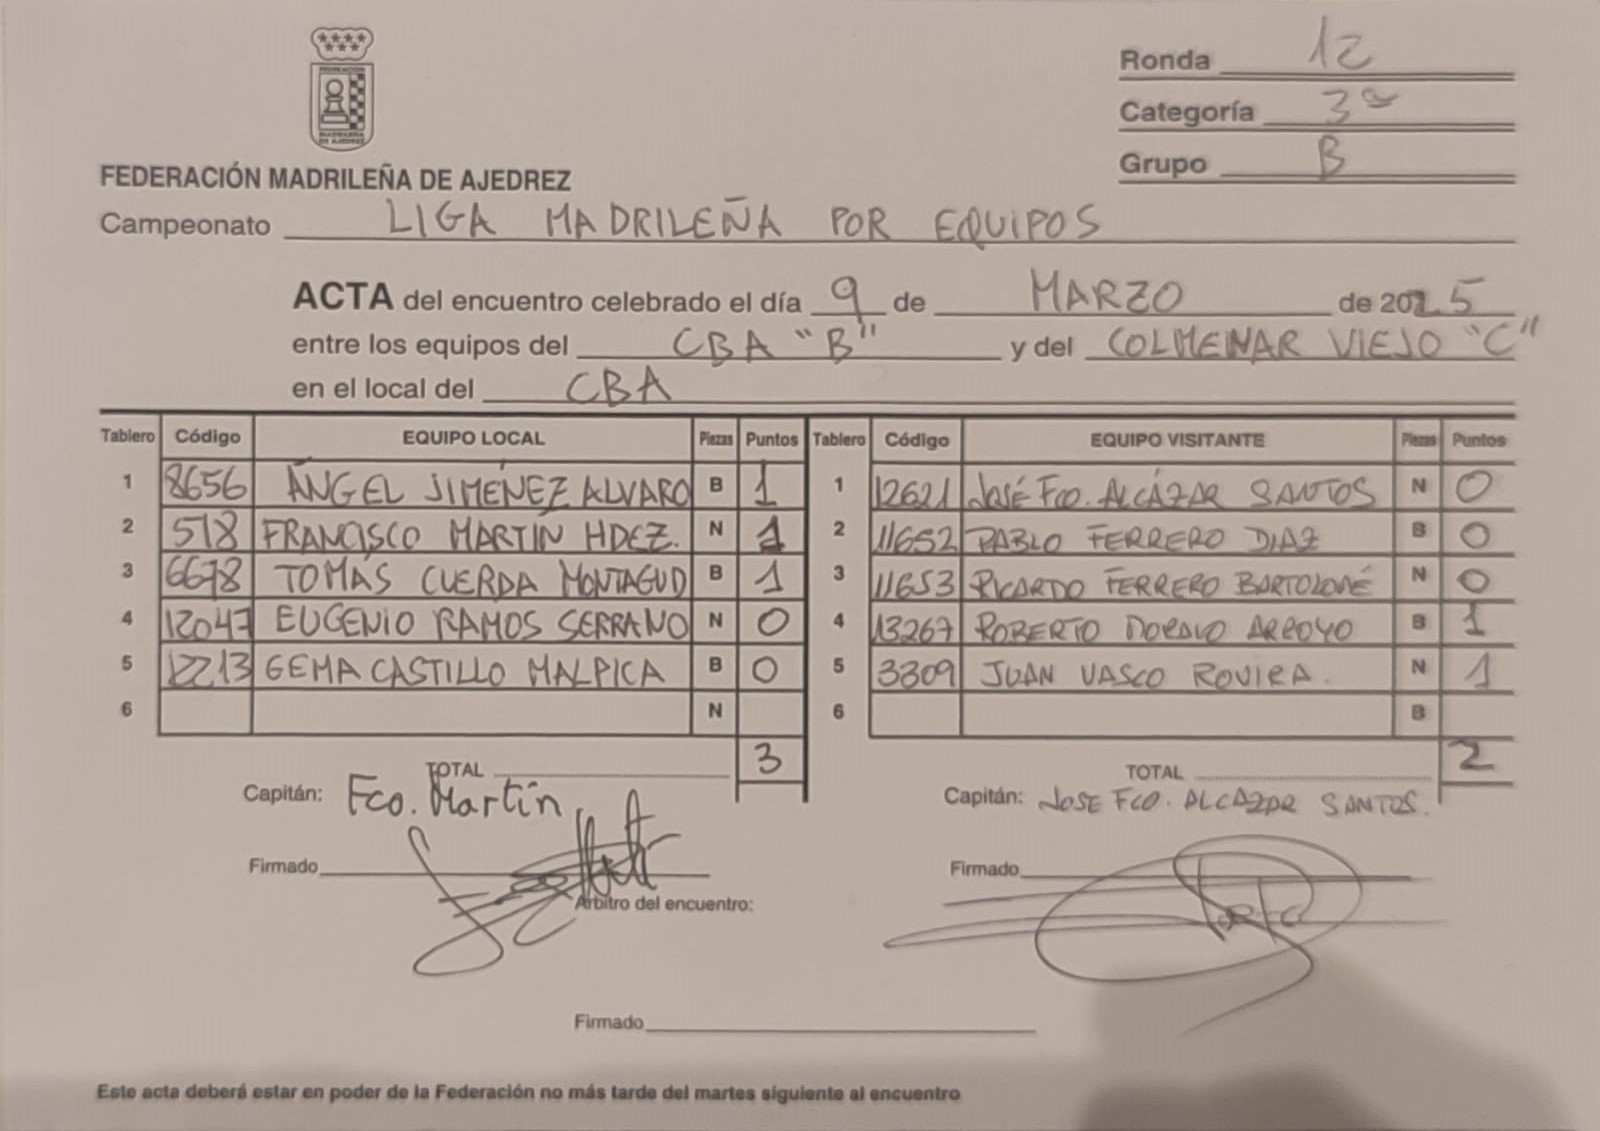 FEDERACIÓN
MADRILEÑA
DE AJEDREZ
Ronda 12
Categoría 3ª
Grupo B
FEDERACIÓN MADRILEÑA DE AJEDREZ
Campeonato LIGA MADRILEÑA POR EQUIPOS
ACTA del encuentro celebrado el día 9 de MARZO de 2025
entre los equipos del CBA "B" y del COLMENAR VIEJO "C"
en el local del CBA
Tablero Código EQUIPO LOCAL Piezas Puntos Tablero Código EQUIPO VISITANTE Piezas Puntos
1 8656 ÁNGEL JIMÉNEZ ALVARO B 1 1 12621 JOSÉ FCO. ALCÁZAR SANTOS N 0
2 518 FRANCISCO MARTÍN HDEZ. N 1 2 11652 PABLO FERRERO DIAZ B 0
3 6678 TOMÁS CUERDA MONTAGUD B 1 3 11653 RICARDO FERRERO BARTOLOMÉ N 0
4 12047 EUGENIO RAMOS SERRANO N 0 4 13267 ROBERTO DORADO ARROYO B 1
5 12213 GEMA CASTILLO MALPICA B 0 5 3309 JUAN VASCO ROVIRA. N 1
6 N 6 B
TOTAL 3 TOTAL 2
Capitán: Fco. Martín Capitán: JOSE FCO. ALCAZAR SANTOS.
Firmado Firmado
Árbitro del encuentro:
Firmado
Este acta deberá estar en poder de la Federación no más tarde del martes siguiente al encuentro